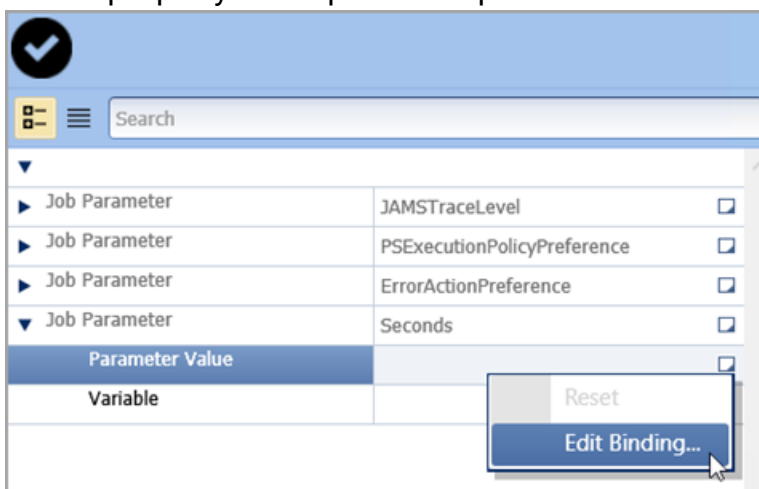 Search
Job Parameter JAMSTraceLevel
Job Parameter PSExecutionPolicyPreference
Job Parameter ErrorActionPreference
Job Parameter Seconds
Parameter Value
Variable
Reset
Edit Binding...